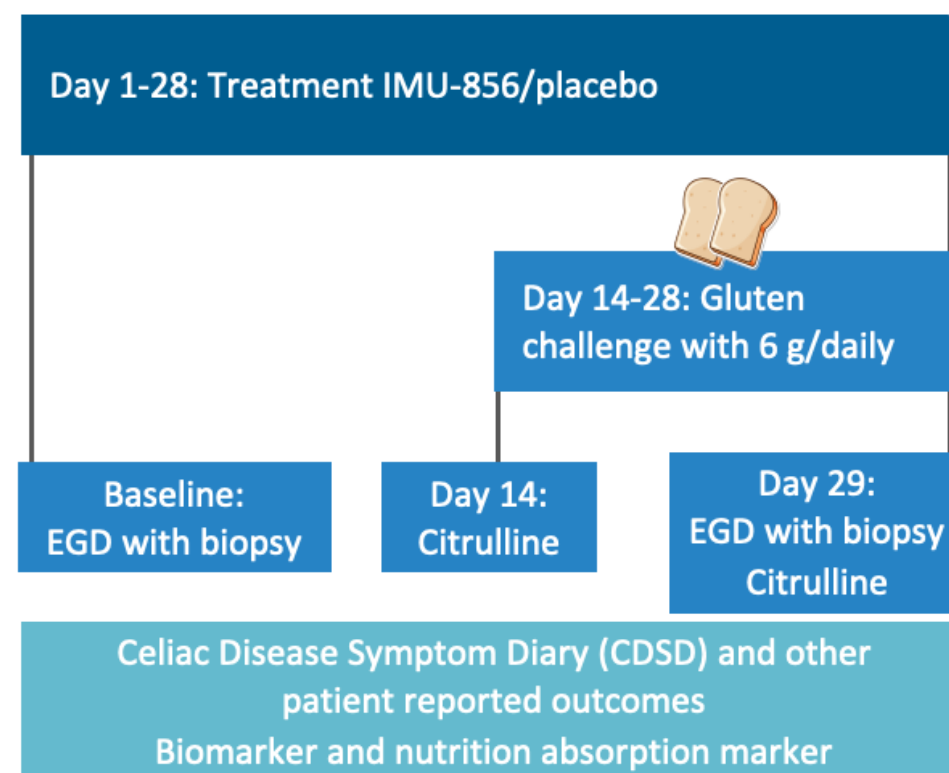 Day 1-28: Treatment IMU-856/placebo
Day 14-28: Gluten
challenge with 6 g/daily
Baseline:
EGD with biopsy
Day 14:
Citrulline
Day 29:
EGD with biopsy
Citrulline
Celiac Disease Symptom Diary (CDSD) and other
patient reported outcomes
Biomarker and nutrition absorption marker